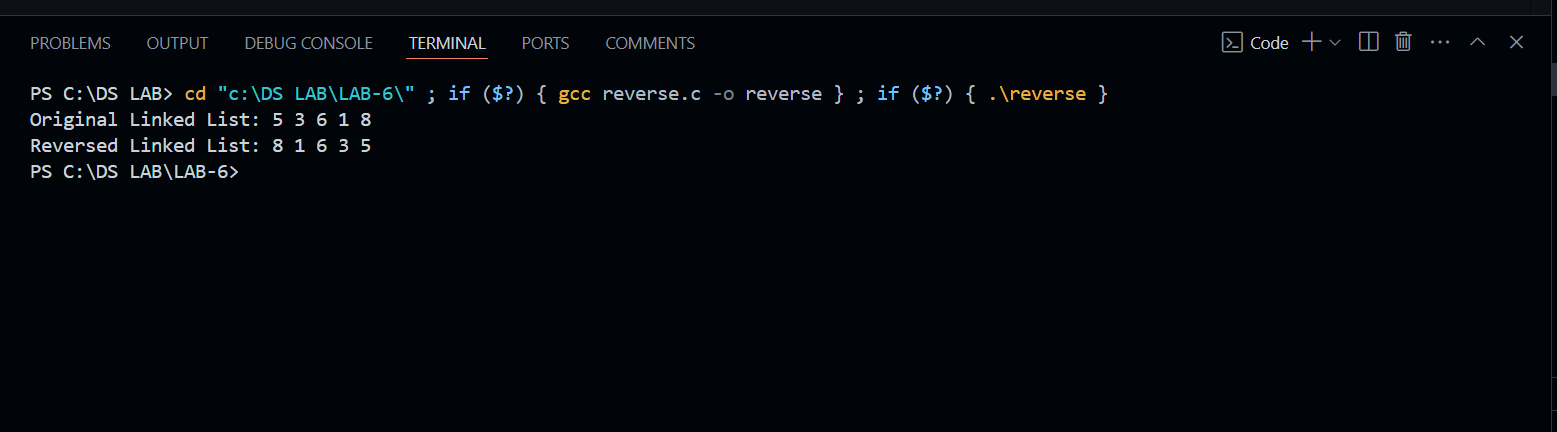 PROBLEMS OUTPUT DEBUG CONSOLE TERMINAL PORTS COMMENTS Code
PS C:\DS LAB> cd "c:\DS LAB\LAB-6\" ; if ($?) { gcc reverse.c -o reverse } ; if ($?) { .\reverse }
Original Linked List: 5 3 6 1 8
Reversed Linked List: 8 1 6 3 5
PS C:\DS LAB\LAB-6>